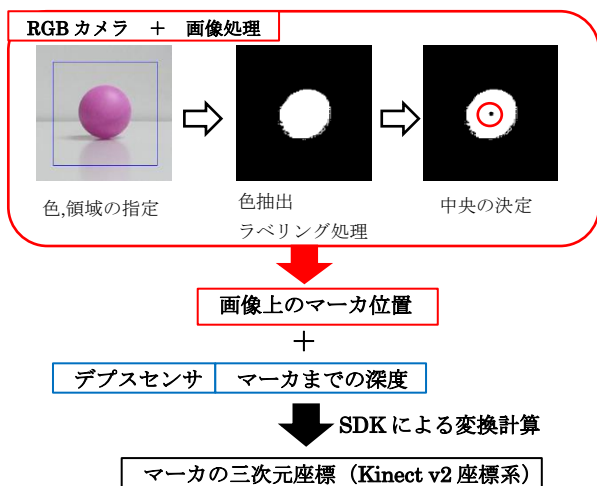 RGB カメラ ＋ 画像処理
色,領域の指定
色抽出
ラベリング処理
中央の決定
画像上のマーカ位置
＋
デプスセンサ マーカまでの深度
SDK による変換計算
マーカの三次元座標（Kinect v2 座標系）